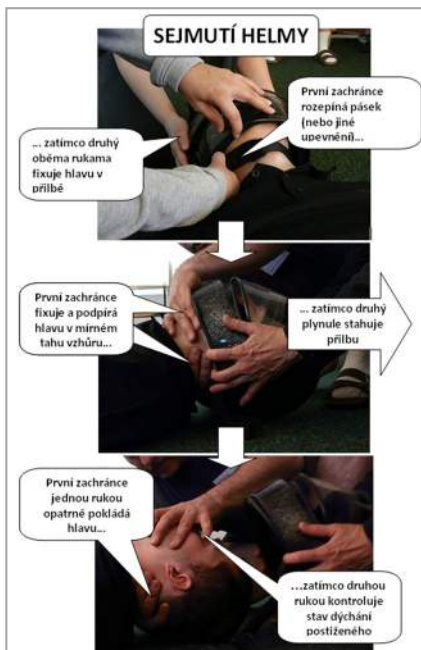 SEJMUTÍ HELMY
První zachránce
rozepíná pásek
(nebo jiné
upevnění)...
... zatímco druhý
oběma rukama
fixuje hlavu v
přilbě
První zachránce
fixuje a podpírá
hlavu v mírném
tahu vzhůru...
... zatímco druhý
plynule stahuje
přilbu
První zachránce
jednou rukou
opatrně pokládá
hlavu...
...zatímco druhou
rukou kontroluje
stav dýchání
postiženého